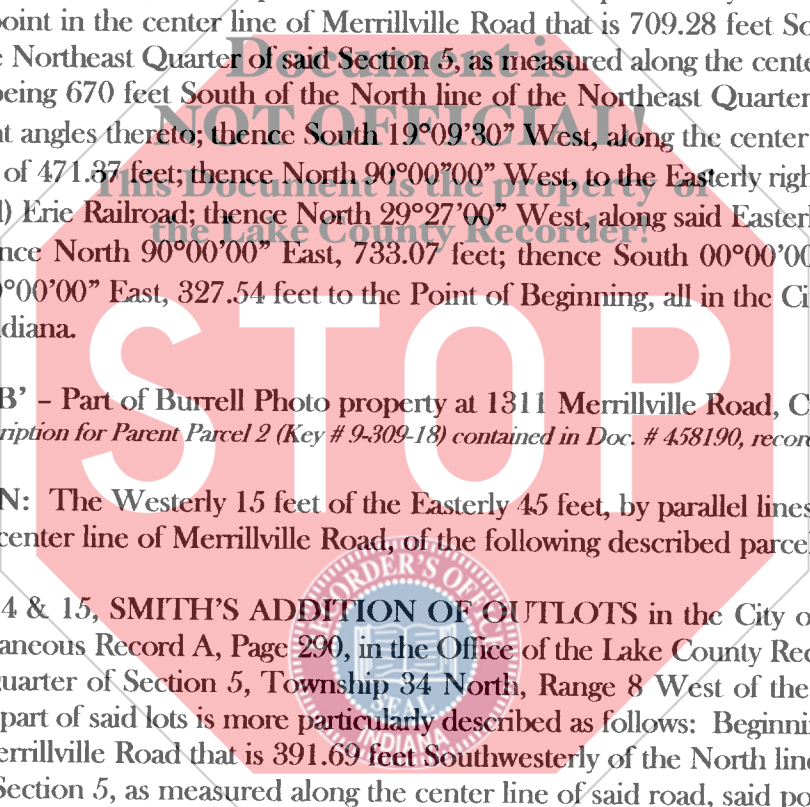 point in the center line of Merrillville Road that is 709.28 feet So
Northeast Quarter of said Section 5, as measured along the cente
being 670 feet South of the North line of the Northeast Quarter
angles thereto; thence South 19°09'30" West, along the center
of 471.37 feet; thence North 90°00"00" West, to the Easterly righ
Erie Railroad; thence North 29°27'00" West, along said Easterl
nce North 90°00'00" East, 733.07 feet; thence South 00°00'00
°00'00" East, 327.54 feet to the Point of Beginning, all in the Ci
diana.
Document is
NOT OFFICIAL!
This Document is the property of
the Lake County Recorder!
STOP
B' – Part of Burrell Photo property at 1311 Merrillville Road, C
ription for Parent Parcel 2 (Key # 9-309-18) contained in Doc. # 458190, recor
N: The Westerly 15 feet of the Easterly 45 feet, by parallel lines
center line of Merrillville Road, of the following described parcel
4 & 15, SMITH'S ADDITION OF OUTLOTS in the City o
aneous Record A, Page 290, in the Office of the Lake County Rec
quarter of Section 5, Township 34 North, Range 8 West of the
part of said lots is more particularly described as follows: Beginni
errillville Road that is 391.69 feet Southwesterly of the North line
Section 5, as measured along the center line of said road, said po
RECORDER'S OFFICE
SEAL
INDIANA